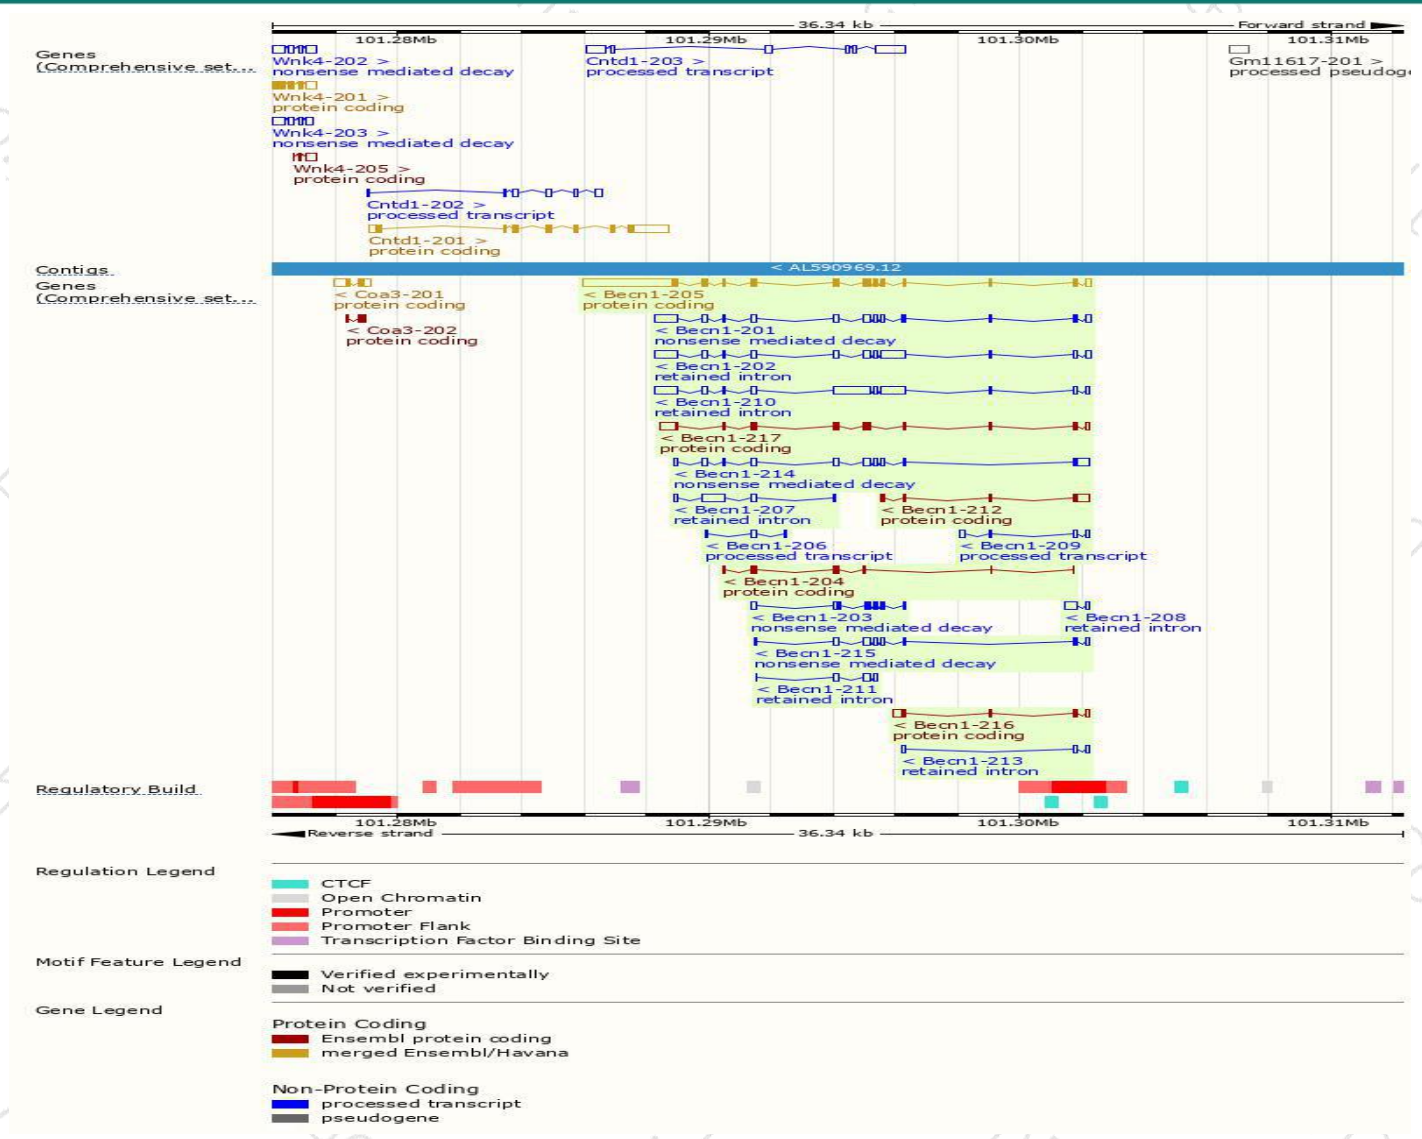 36.34 kb Forward strand
101.28Mb 101.29Mb 101.30Mb 101.31Mb
Genes
(Comprehensive set...
Wnk4-202 >
nonsense mediated decay
Cntd1-203 >
processed transcript
Gm11617-201 >
processed pseudog
Wnk4-201 >
protein coding
Wnk4-203 >
nonsense mediated decay
Wnk4-205 >
protein coding
Cntd1-202 >
processed transcript
Cntd1-201 >
protein coding
Contigs
< AL590969.12
Genes
(Comprehensive set...
< Coa3-201
protein coding
< Becn1-205
protein coding
< Coa3-202
protein coding
< Becn1-201
nonsense mediated decay
< Becn1-202
retained intron
< Becn1-210
retained intron
< Becn1-217
protein coding
< Becn1-214
nonsense mediated decay
< Becn1-207
retained intron
< Becn1-212
protein coding
< Becn1-206
processed transcript
< Becn1-209
processed transcript
< Becn1-204
protein coding
< Becn1-203
nonsense mediated decay
< Becn1-208
retained intron
< Becn1-215
nonsense mediated decay
< Becn1-211
retained intron
< Becn1-216
protein coding
< Becn1-213
retained intron
Regulatory Build
101.28Mb 101.29Mb 101.30Mb 101.31Mb
Reverse strand 36.34 kb
Regulation Legend
CTCF
Open Chromatin
Promoter
Promoter Flank
Transcription Factor Binding Site
Motif Feature Legend
Verified experimentally
Not verified
Gene Legend
Protein Coding
Ensembl protein coding
merged Ensembl/Havana
Non-Protein Coding
processed transcript
pseudogene